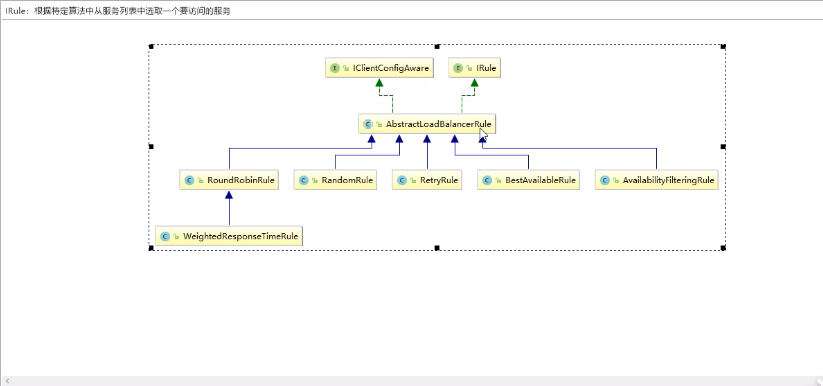 IRule：根据特定算法中从服务列表中选取一个要访问的服务
IClientConfigAware
IRule
AbstractLoadBalancerRule
RoundRobinRule
RandomRule
RetryRule
BestAvailableRule
AvailabilityFilteringRule
WeightedResponseTimeRule